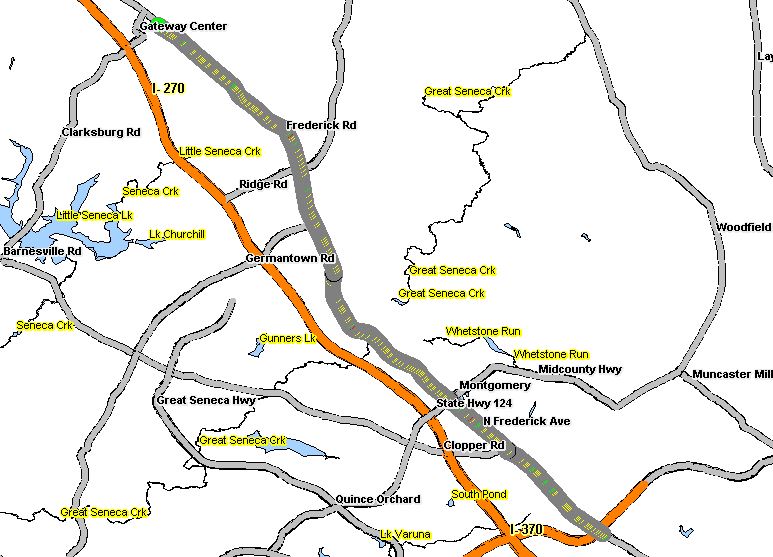 Gateway Center
Lay
I- 270
Great Seneca Crk
Frederick Rd
Clarksburg Rd
Little Seneca Crk
Ridge Rd
Seneca Crk
Little Seneca Lk
Woodfield
Lk Churchill
Barnesville Rd
Germantown Rd
Great Seneca Crk
Great Seneca Crk
Seneca Crk
Whetstone Run
Gunners Lk
Whetstone Run
Midcounty Hwy
Muncaster Mill
Montgomery
Great Seneca Hwy
State Hwy 124
N Frederick Ave
Great Seneca Crk
Clopper Rd
South Pond
Quince Orchard
Great Seneca Crk
I- 370
Lk Varuna